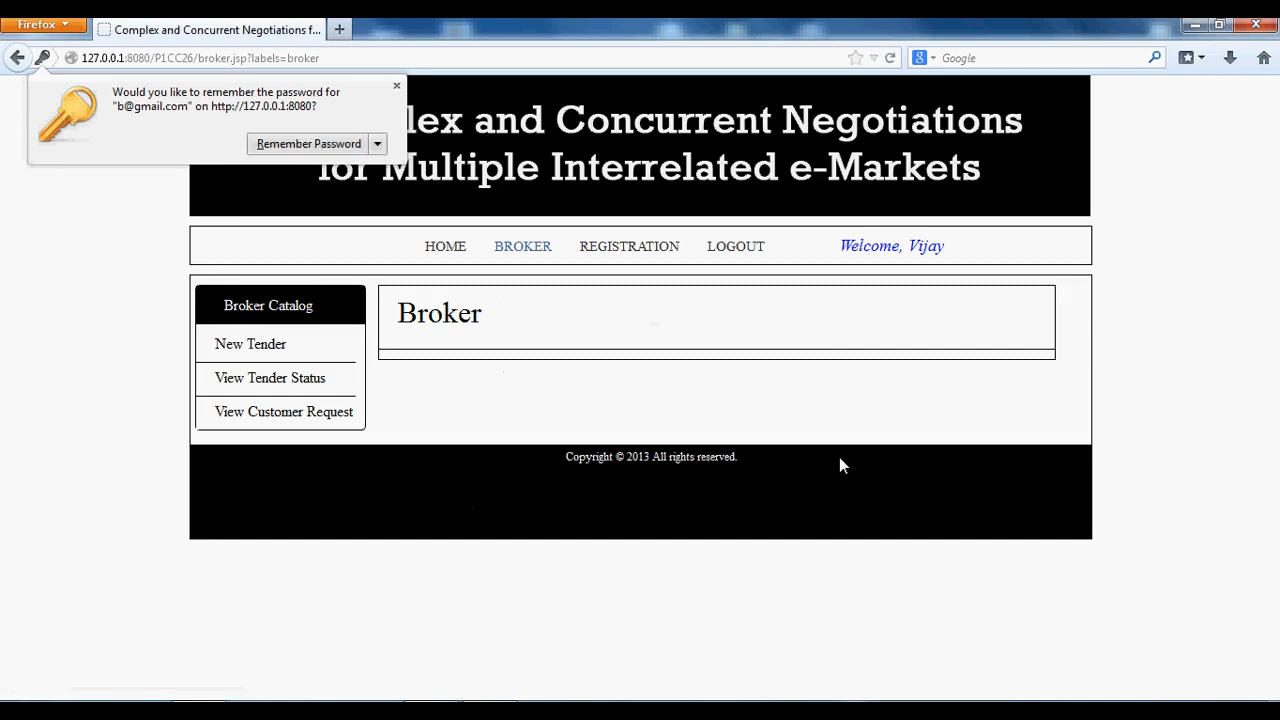 Firefox
Complex and Concurrent Negotiations f...
127.0.0.1:8080/P1CC26/broker.jsp?labels=broker
Google
Would you like to remember the password for
"b@gmail.com" on http://127.0.0.1:8080?
Remember Password
lex and Concurrent Negotiations
for Multiple Interrelated e-Markets
HOME BROKER REGISTRATION LOGOUT Welcome, Vijay
Broker Catalog
New Tender
View Tender Status
View Customer Request
Broker
Copyright © 2013 All rights reserved.